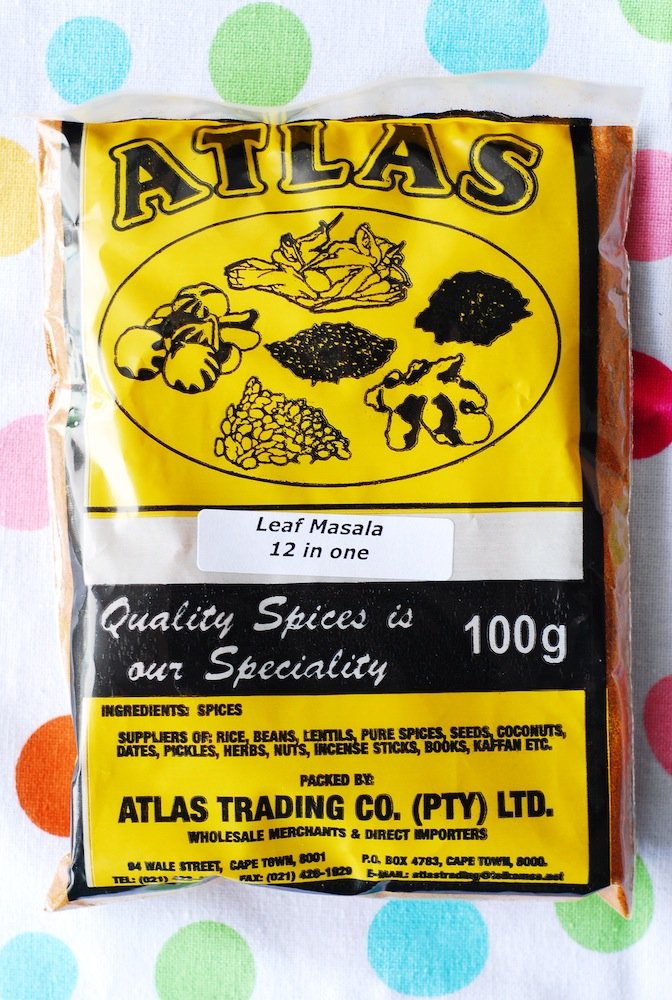 ATLAS
Leaf Masala
12 in one
Quality Spices is
our Speciality
100g
INGREDIENTS: SPICES
SUPPLIERS OF: RICE, BEANS, LENTILS, PURE SPICES, SEEDS, COCONUTS,
DATES, PICKLES, HERBS, NUTS, INCENSE STICKS, BOOKS, KAFFAN ETC.
PACKED BY:
ATLAS TRADING CO. (PTY) LTD.
WHOLESALE MERCHANTS & DIRECT IMPORTERS
94 WALE STREET, CAPE TOWN, 8001 P.O. BOX 4783, CAPE TOWN, 8000.
TEL: (021) FAX: (021) 426-1929 E-MAIL: